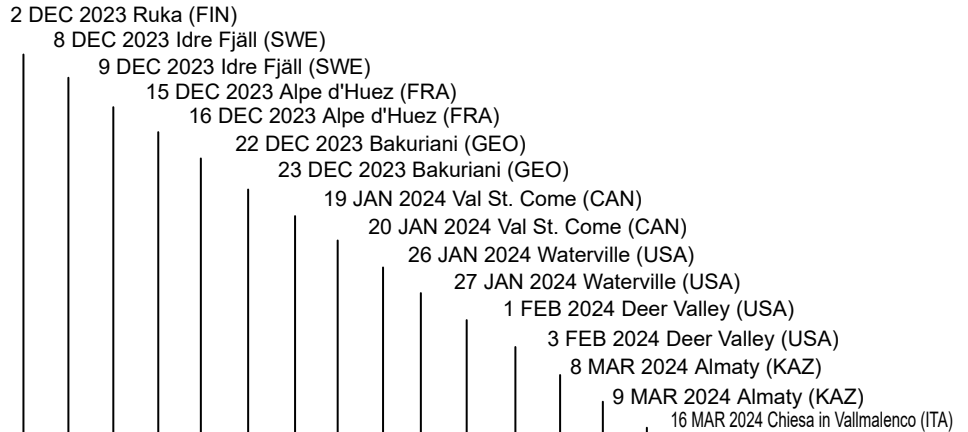 2 DEC 2023 Ruka (FIN)
8 DEC 2023 Idre Fjäll (SWE)
9 DEC 2023 Idre Fjäll (SWE)
15 DEC 2023 Alpe d'Huez (FRA)
16 DEC 2023 Alpe d'Huez (FRA)
22 DEC 2023 Bakuriani (GEO)
23 DEC 2023 Bakuriani (GEO)
19 JAN 2024 Val St. Come (CAN)
20 JAN 2024 Val St. Come (CAN)
26 JAN 2024 Waterville (USA)
27 JAN 2024 Waterville (USA)
1 FEB 2024 Deer Valley (USA)
3 FEB 2024 Deer Valley (USA)
8 MAR 2024 Almaty (KAZ)
9 MAR 2024 Almaty (KAZ)
16 MAR 2024 Chiesa in Vallmalenco (ITA)